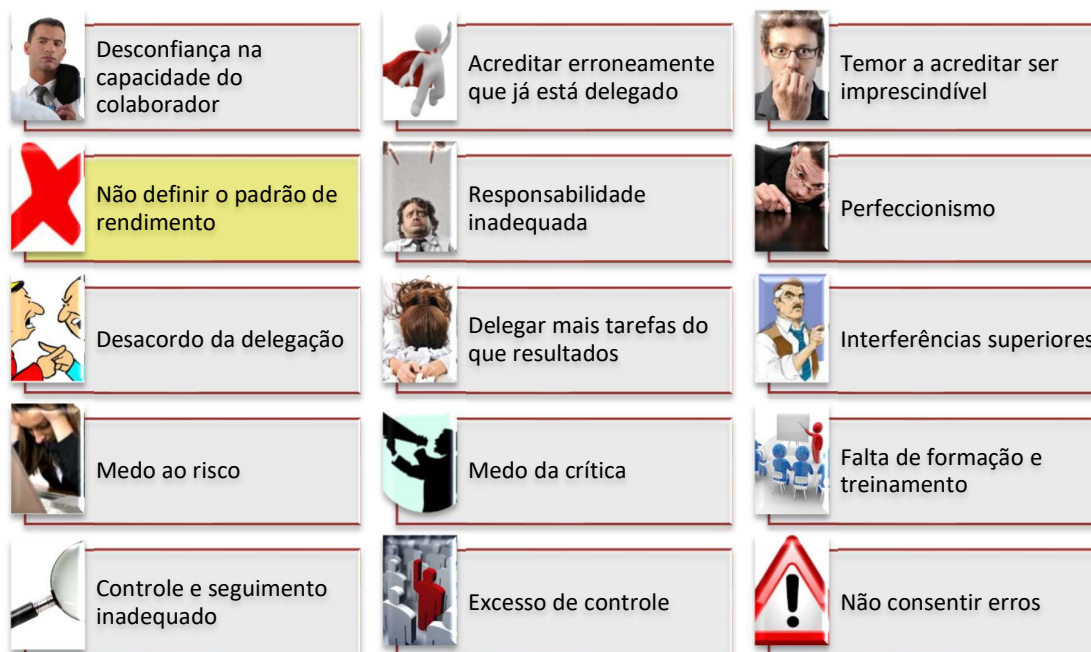 Desconfiança na
capacidade do
colaborador
Acreditar erroneamente
que já está delegado
Temor a acreditar ser
imprescindível
Não definir o padrão de
rendimento
Responsabilidade
inadequada
Perfeccionismo
Desacordo da delegação
Delegar mais tarefas do
que resultados
Interferências superiores
Medo ao risco
Medo da crítica
Falta de formação e
treinamento
Controle e seguimento
inadequado
Excesso de controle
Não consentir erros